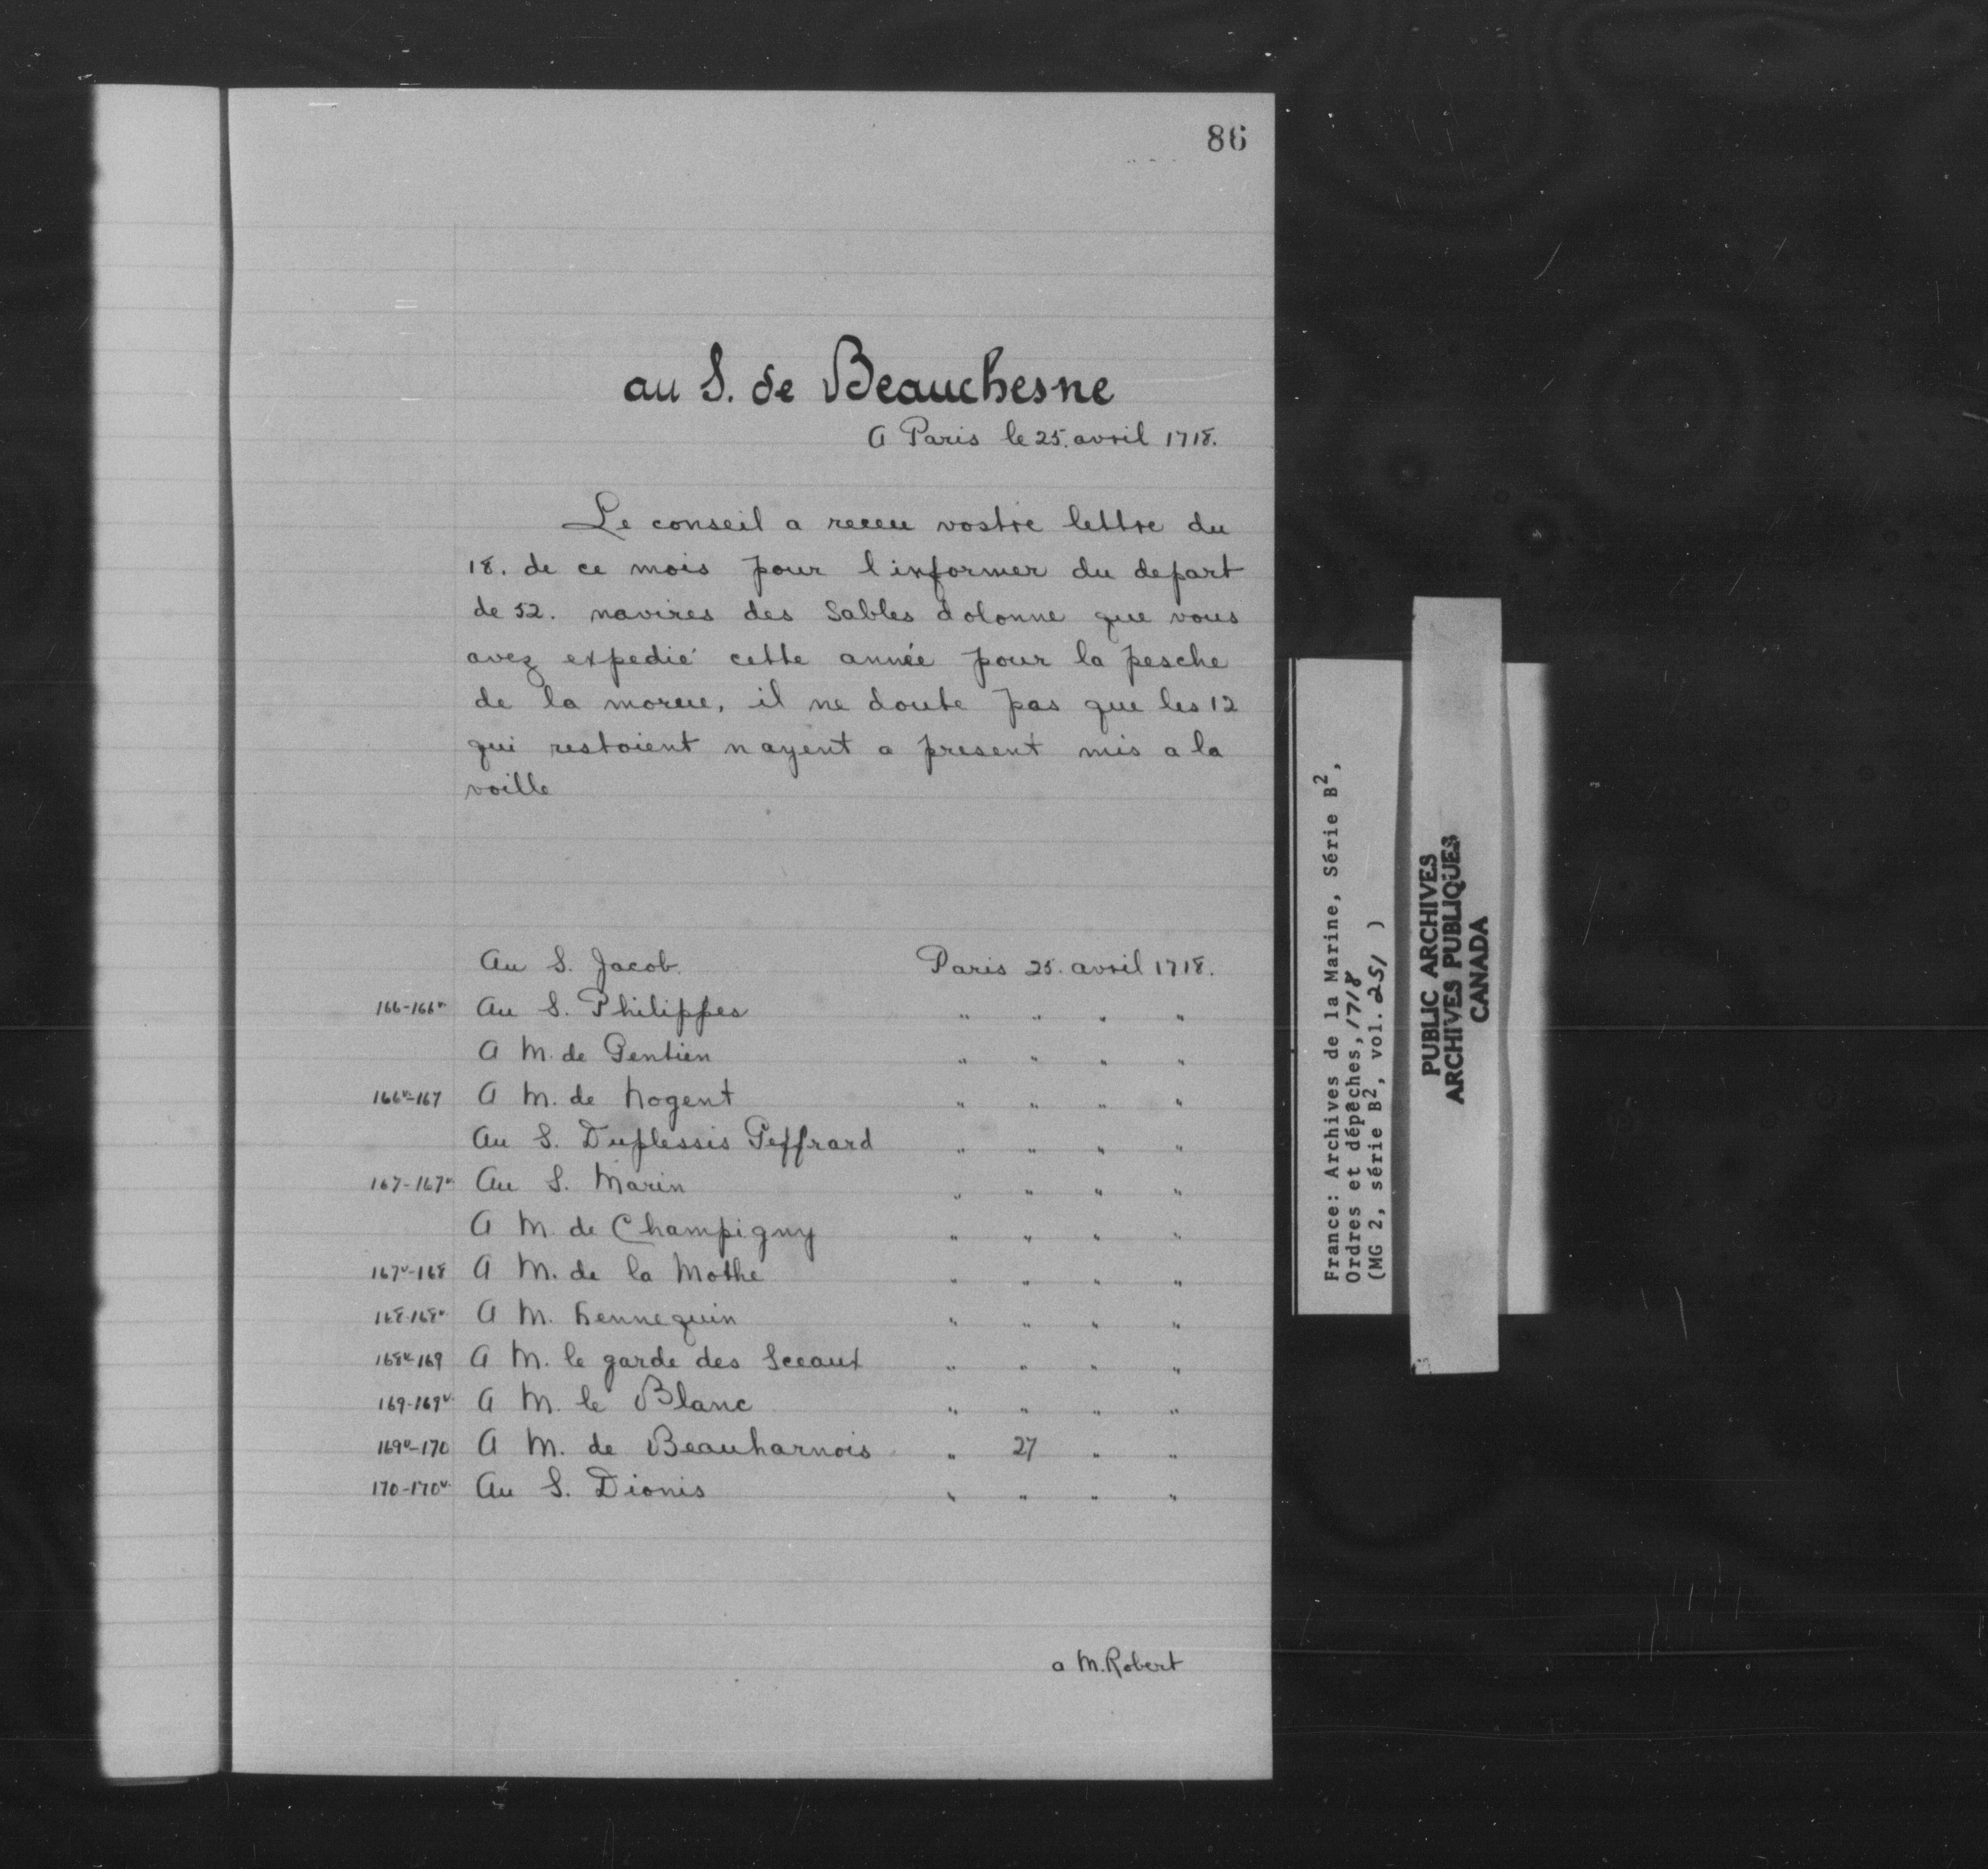 86
au S. de Beauchesne
A Paris le 25. avril 1718.
Le conseil a receu vostre lettre du
18. de ce mois pour l'informer du depart
de 52. navires des Sables dolonne que vous
avez expedié cette année pour la pesche
de la morue, il ne doute pas que les 12
qui restoient nayent a present mis a la
voille
Au S. Jacob. Paris 25. avril 1718.
166-166v. Au S. Philippes " " " "
A M. de Gentien " " " "
166v-167 A M. de Nogent " " " "
Au S. Duplessis Geffrard " " " "
167-167v Au S. Marin " " " "
A M. de Champigny " " " "
167v-168 A M. de la Mothe " " " "
168-168v A M. hennequin " " " "
168v-169 A M. le garde des Sceaux " " " "
169-169v. A M. le Blanc " " " "
169v-170 A M. de Beauharnois " 27 " "
170-170v. Au S. Dionis " " " "
a M. Robert
France: Archives de la Marine, Série B2,
Ordres et dépêches, 1718
(MG 2, série B2, vol. 251 )
PUBLIC ARCHIVES
ARCHIVES PUBLIQUES
CANADA